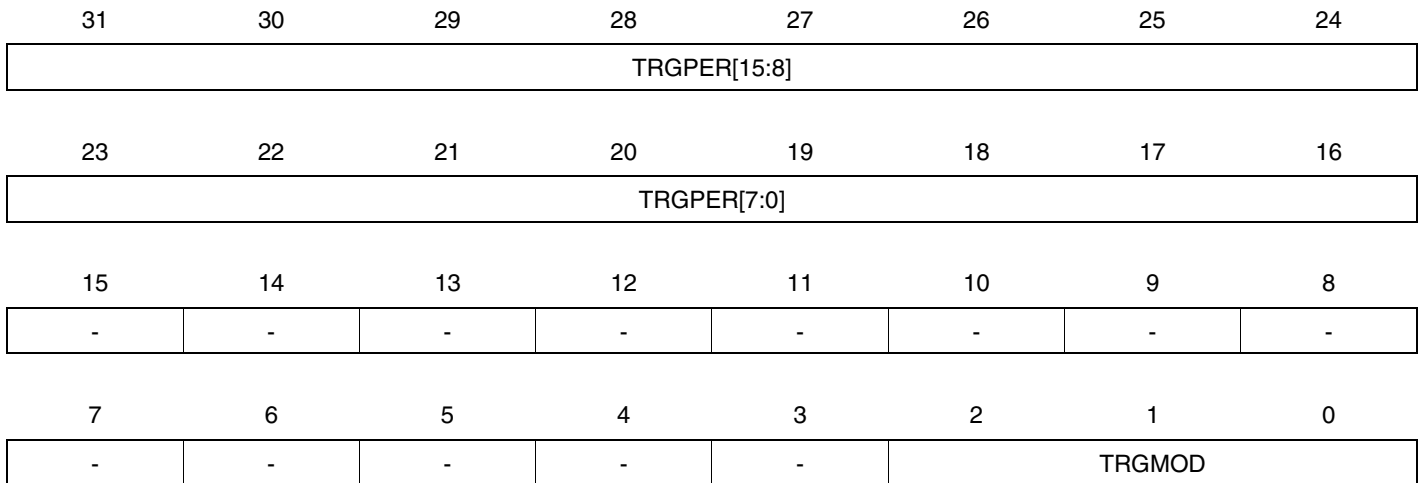 31 30 29 28 27 26 25 24
TRGPER[15:8]
23 22 21 20 19 18 17 16
TRGPER[7:0]
15 14 13 12 11 10 9 8
- - - - - - - -
7 6 5 4 3 2 1 0
- - - - - TRGMOD